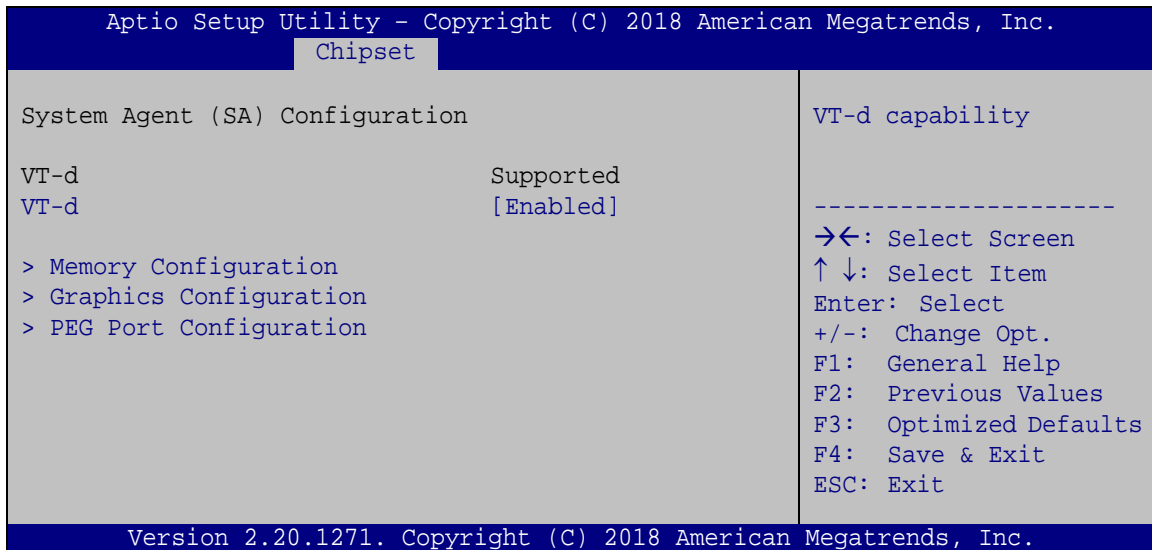 Aptio Setup Utility – Copyright (C) 2018 American Megatrends, Inc.
Chipset
System Agent (SA) Configuration
VT-d Supported
VT-d [Enabled]
> Memory Configuration
> Graphics Configuration
> PEG Port Configuration
VT-d capability
---------------------
→←: Select Screen
↑ ↓: Select Item
Enter: Select
+/-: Change Opt.
F1: General Help
F2: Previous Values
F3: Optimized Defaults
F4: Save & Exit
ESC: Exit
Version 2.20.1271. Copyright (C) 2018 American Megatrends, Inc.